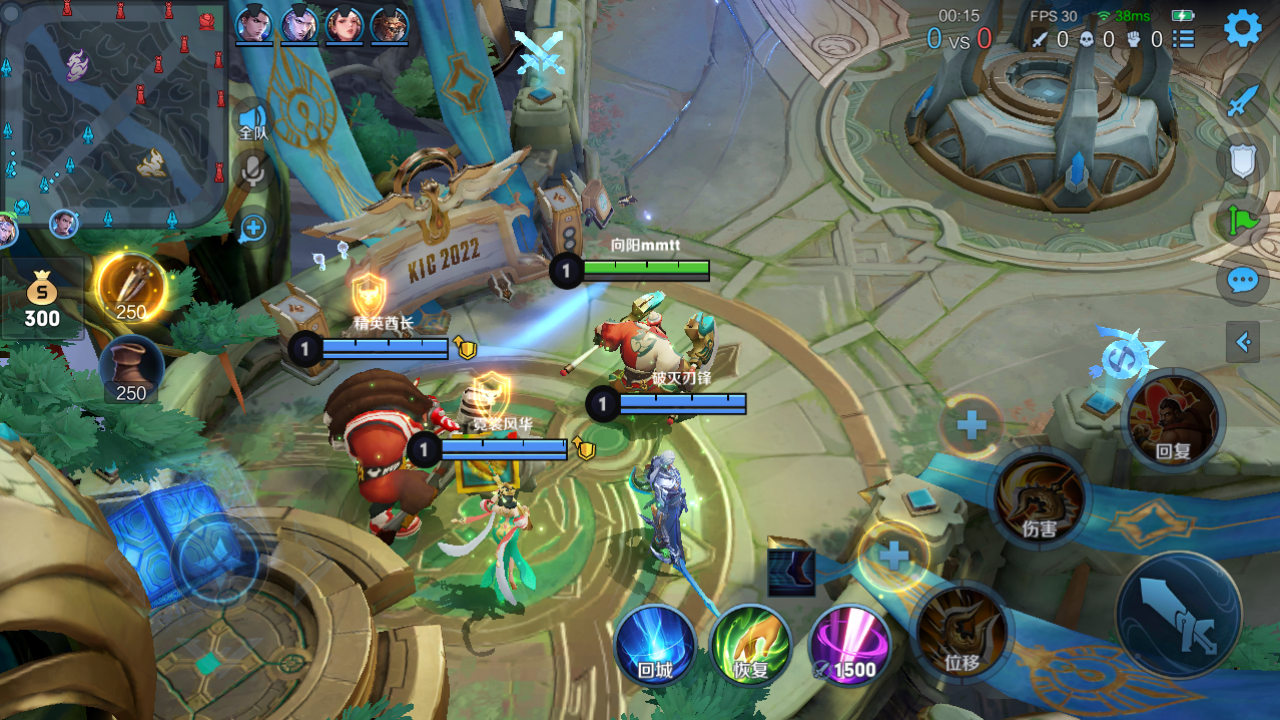 00:15
FPS 30
38ms
0 VS 0
0
0
0
全队
KIC 2022
向阳mmtt
1
300
250
250
精英酋长
1
破灭刃锋
1
霓裳风华
1
回复
伤害
位移
回城
恢复
1500